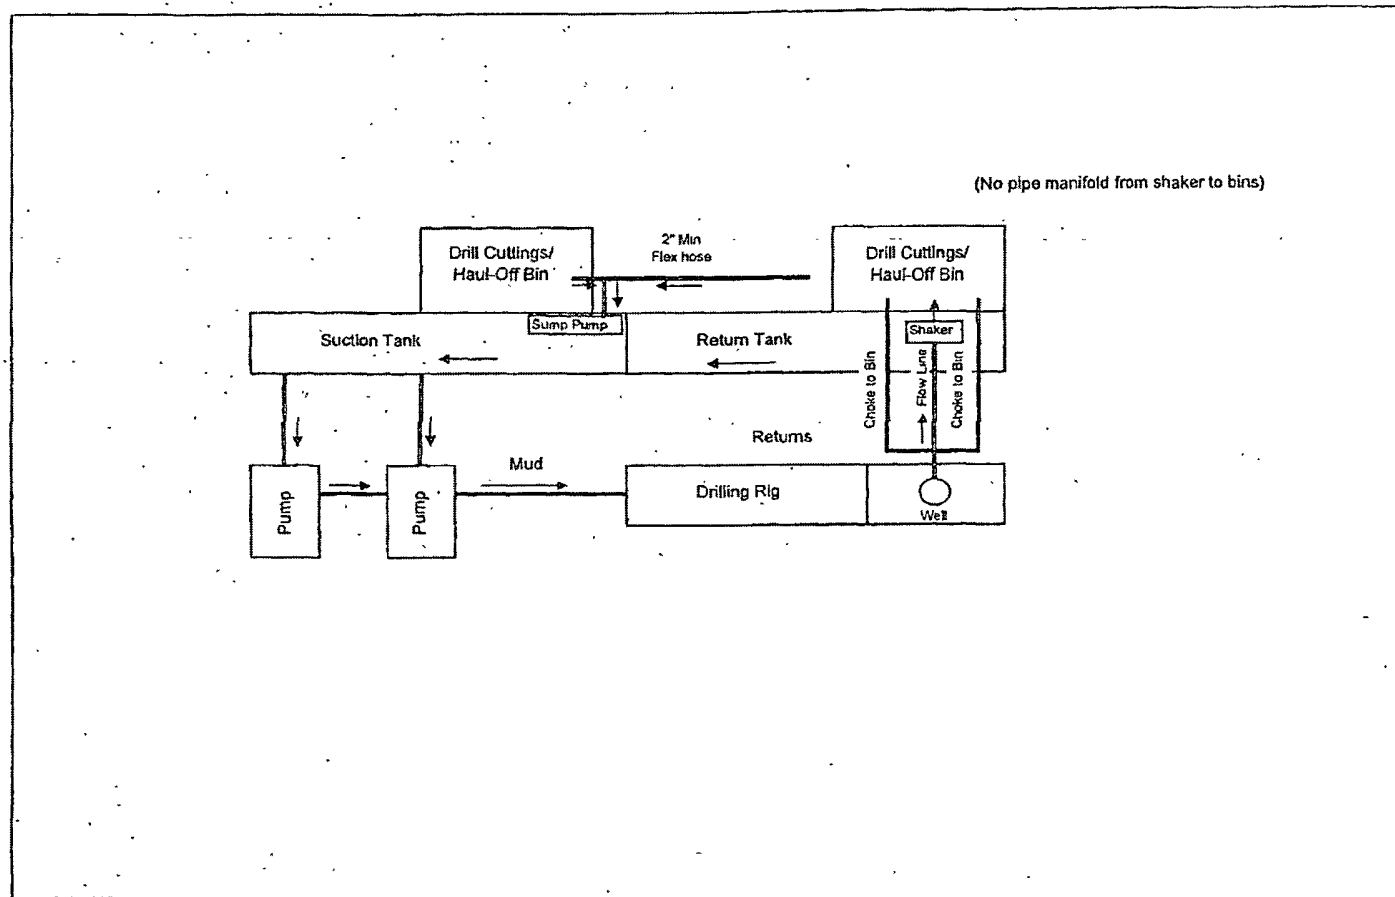 (No pipe manifold from shaker to bins)
Drill Cuttings/
Haul-Off Bin
2" Min
Flex hose
Drill Cuttings/
Haul-Off Bin
Sump Pump
Suction Tank
Return Tank
Shaker
Choke to Bin
Flow Line
Choke to Bin
Returns
Mud
Pump
Pump
Drilling Rig
Well